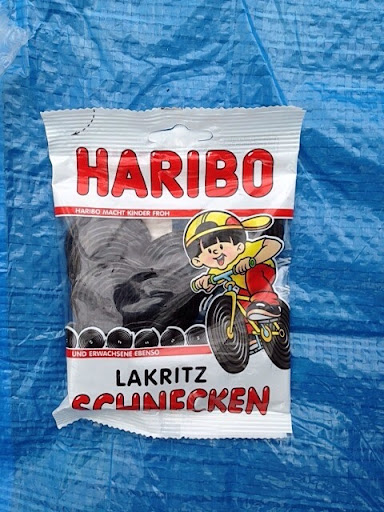 HARIBO
HARIBO MACHT KINDER FROH
UND ERWACHSENE EBENSO
LAKRITZ
SCHNECKEN